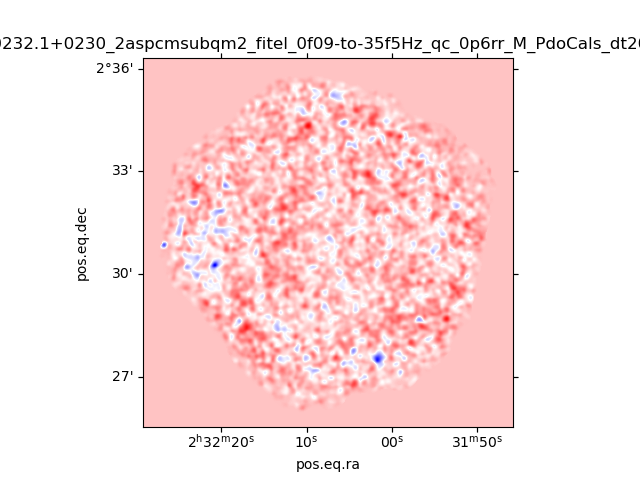 0232.1+0230_2aspcmsubqm2_fitel_0f09-to-35f5Hz_qc_0p6rr_M_PdoCals_dt20
2°36'
33'
30'
27'
pos.eq.dec
2ʰ32ᵐ20ˢ 10ˢ 00ˢ 31ᵐ50ˢ
pos.eq.ra